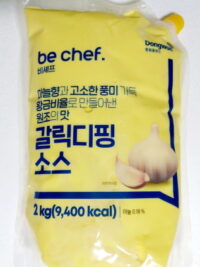 be chef.
비셰프
Dongwon
마늘향과 고소한 풍미 가득
황금비율로 만들어낸
원조의 맛
갈릭디핑
소스
2 kg(9,400 kcal)